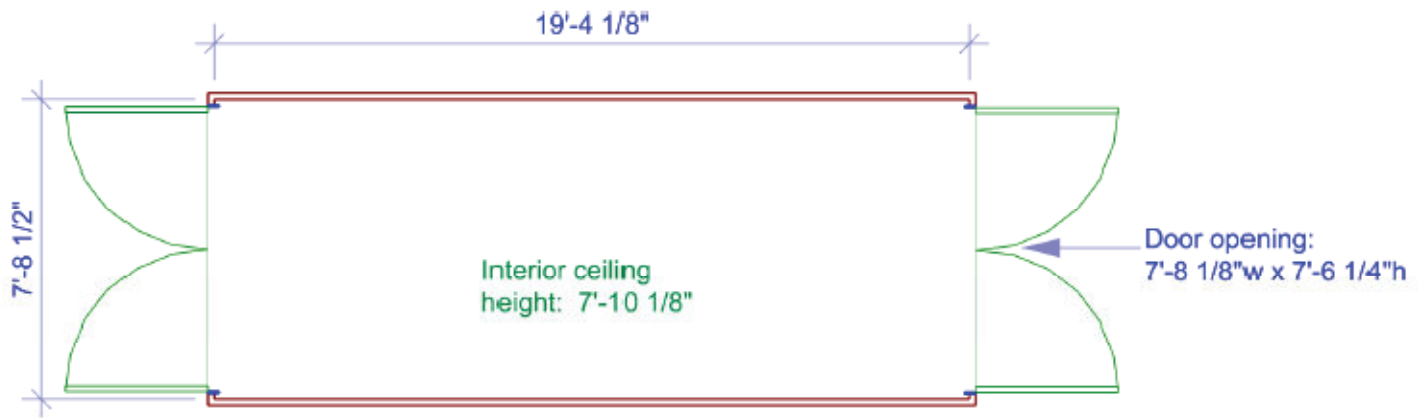 19'-4 1/8"
7'-8 1/2"
Interior ceiling
height: 7'-10 1/8"
Door opening:
7'-8 1/8"w x 7'-6 1/4"h